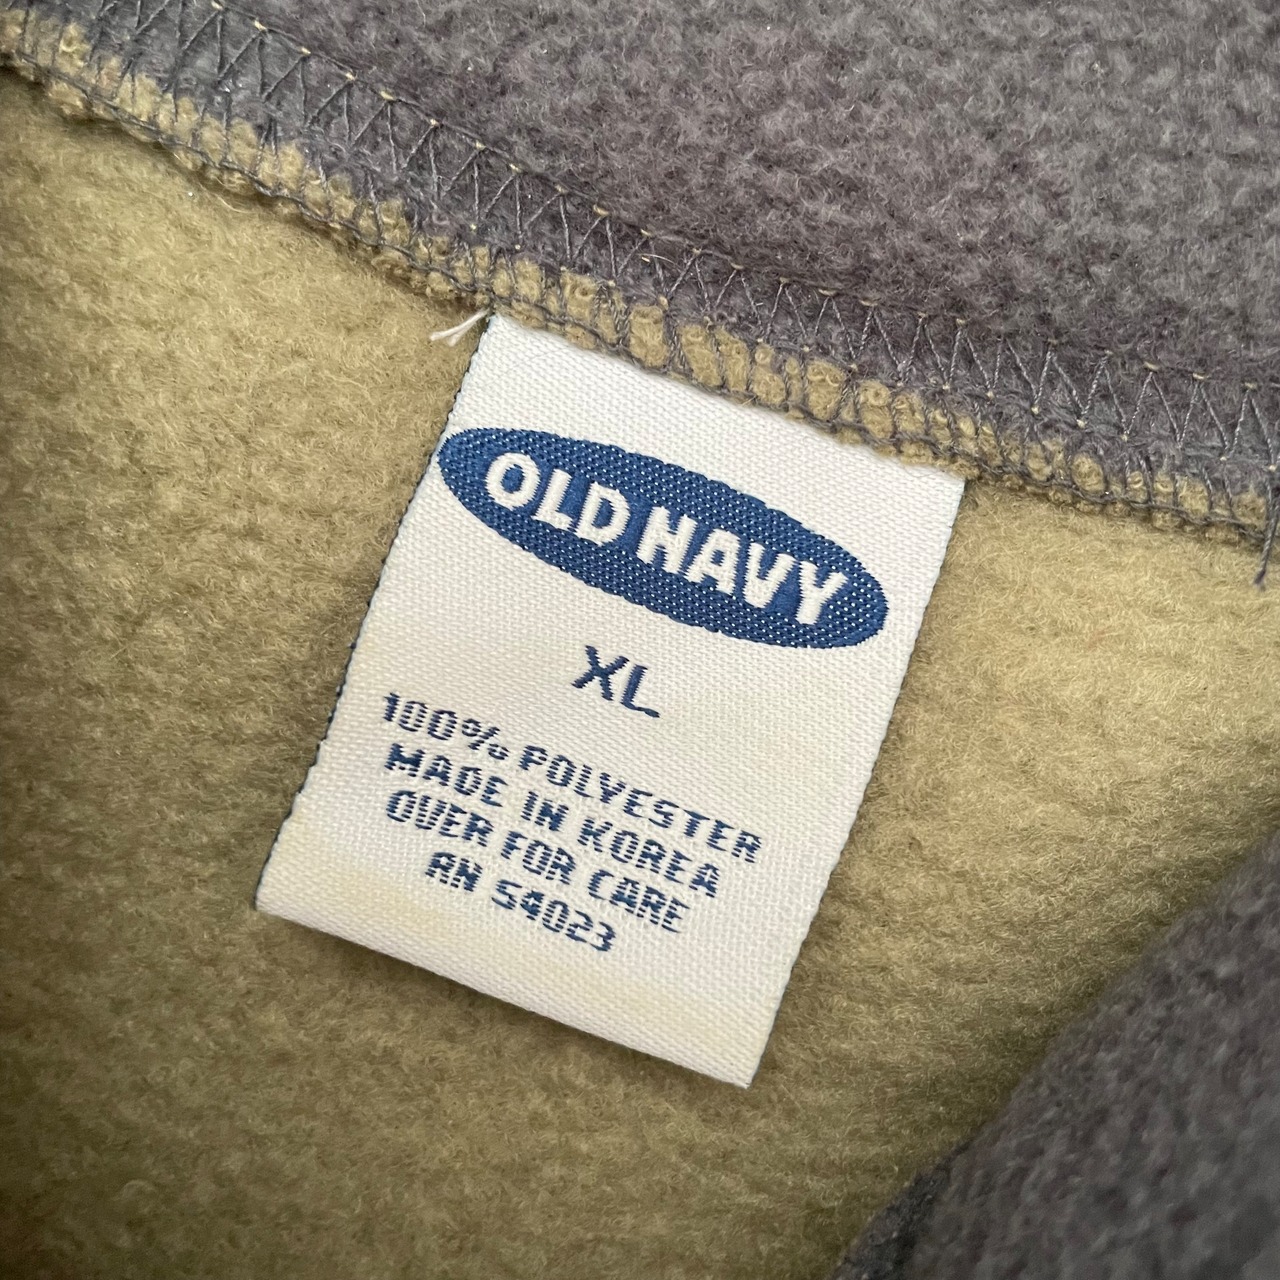 OLD NAVY
XL
100% POLYESTER
MADE IN KOREA
OVER FOR CARE
RN 54023